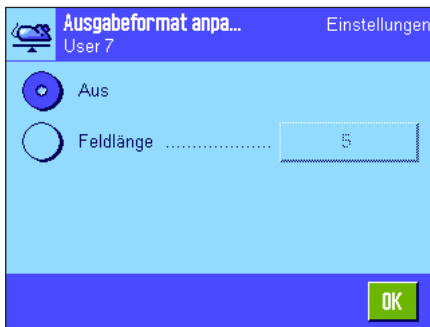 Ausgabeformat anpa... Einstellungen
User 7
Aus
Feldlänge ................... 5
OK